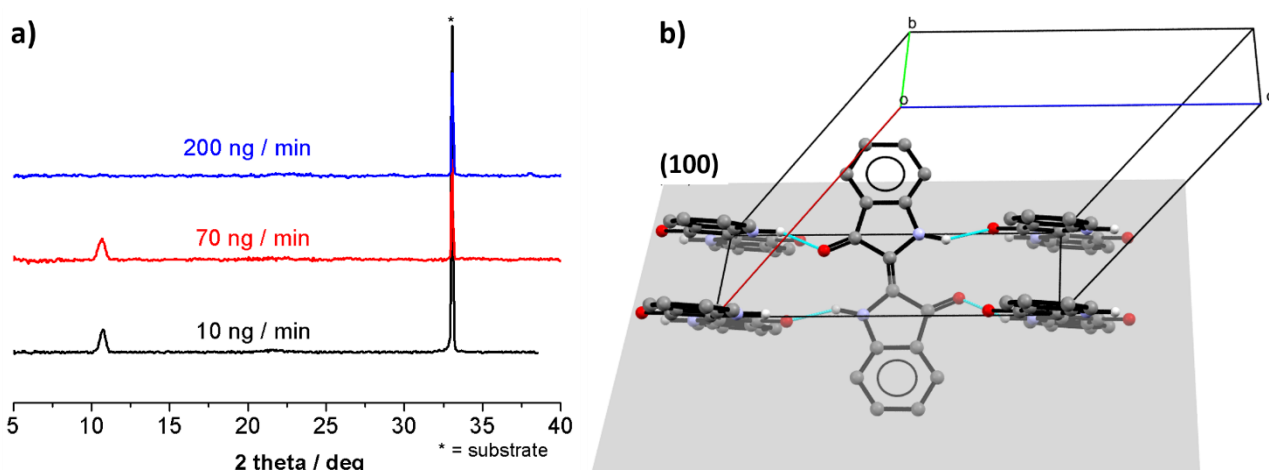 a)
*
200 ng / min
70 ng / min
10 ng / min
5 10 15 20 25 30 35 40
2 theta / deg
* = substrate
b)
b
o
c
(100)